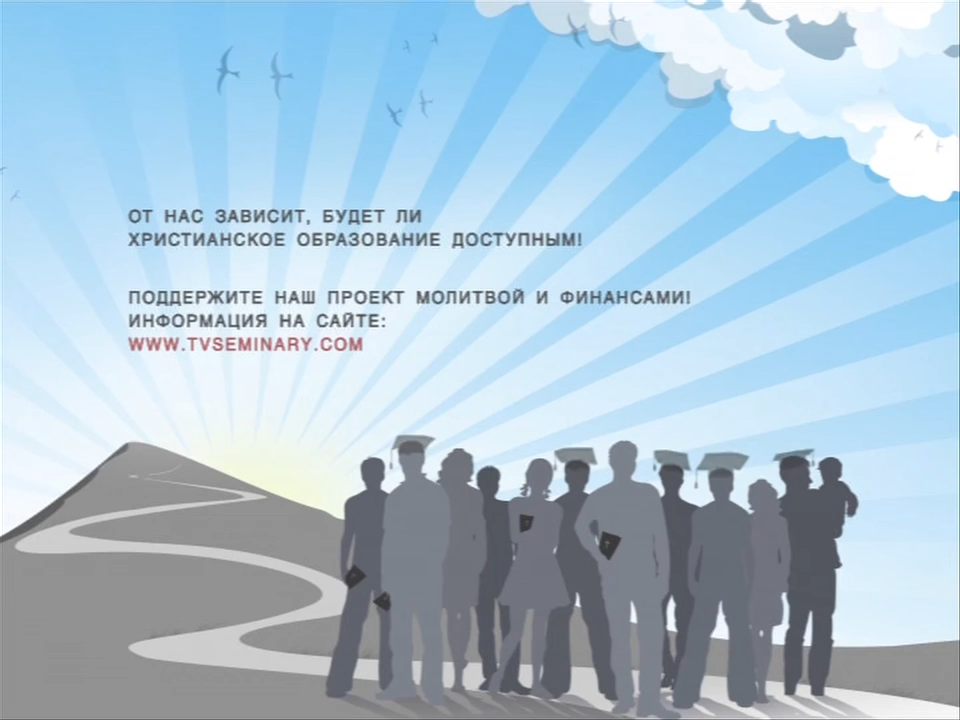 ОТ НАС ЗАВИСИТ, БУДЕТ ЛИ
ХРИСТИАНСКОЕ ОБРАЗОВАНИЕ ДОСТУПНЫМ!
ПОДДЕРЖИТЕ НАШ ПРОЕКТ МОЛИТВОЙ И ФИНАНСАМИ!
ИНФОРМАЦИЯ НА САЙТЕ:
WWW.TVSEMINARY.COM